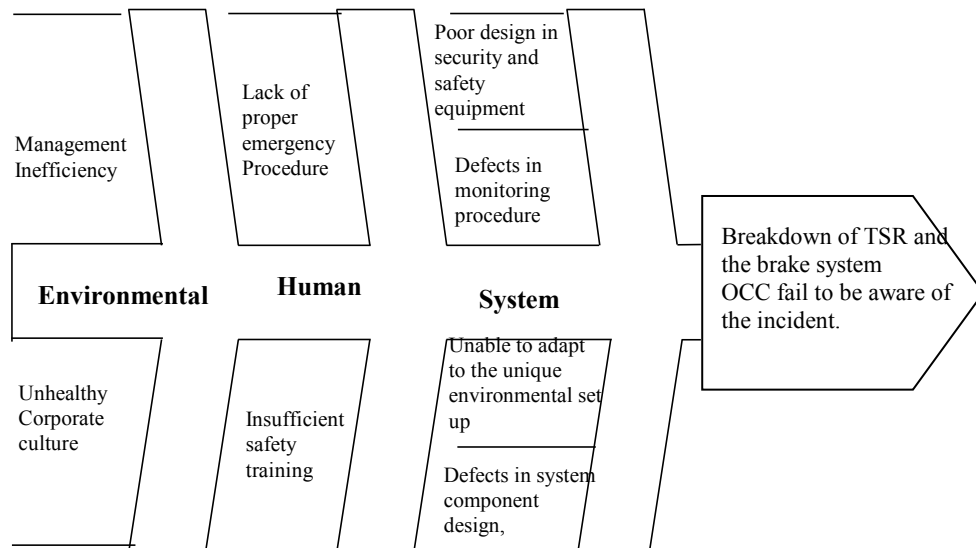 Management
Inefficiency
Lack of
proper
emergency
Procedure
Poor design in
security and
safety
equipment
Defects in
monitoring
procedure
Environmental
Human
System
Breakdown of TSR and
the brake system
OCC fail to be aware of
the incident.
Unhealthy
Corporate
culture
Insufficient
safety
training
Unable to adapt
to the unique
environmental set
up
Defects in system
component
design,